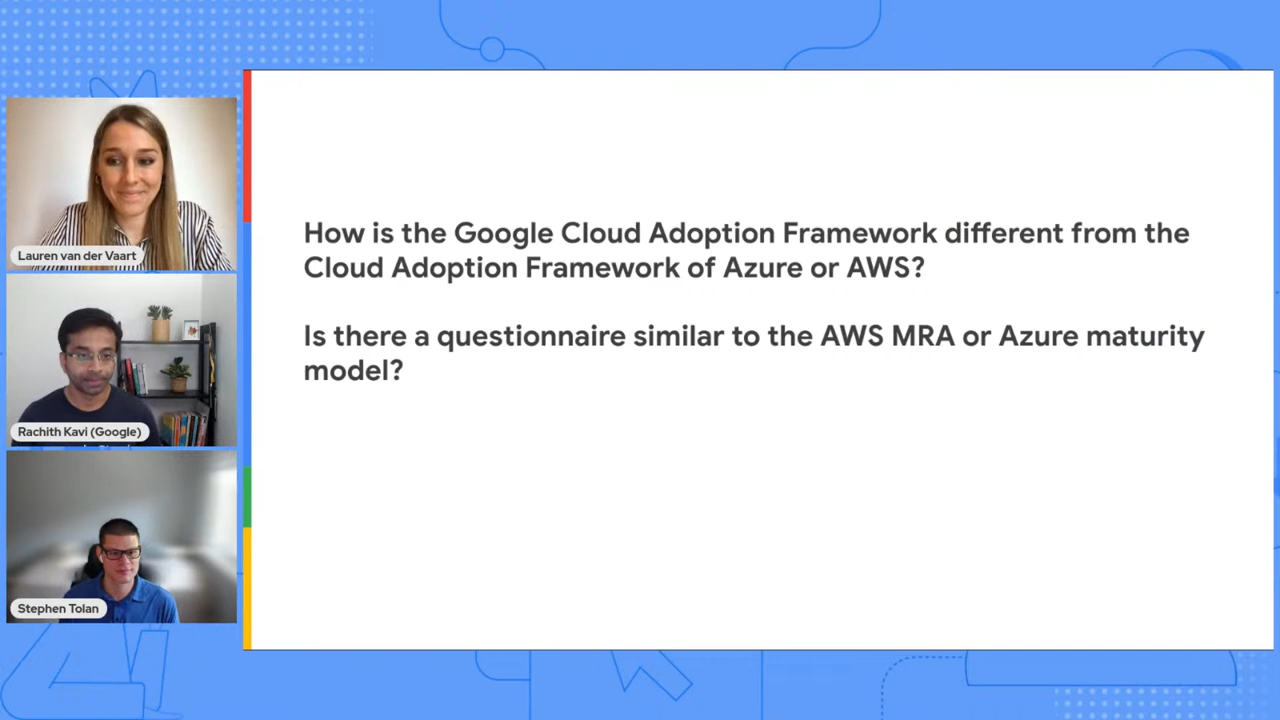 Lauren van der Vaart
Rachith Kavi (Google)
Stephen Tolan
How is the Google Cloud Adoption Framework different from the
Cloud Adoption Framework of Azure or AWS?
Is there a questionnaire similar to the AWS MRA or Azure maturity
model?